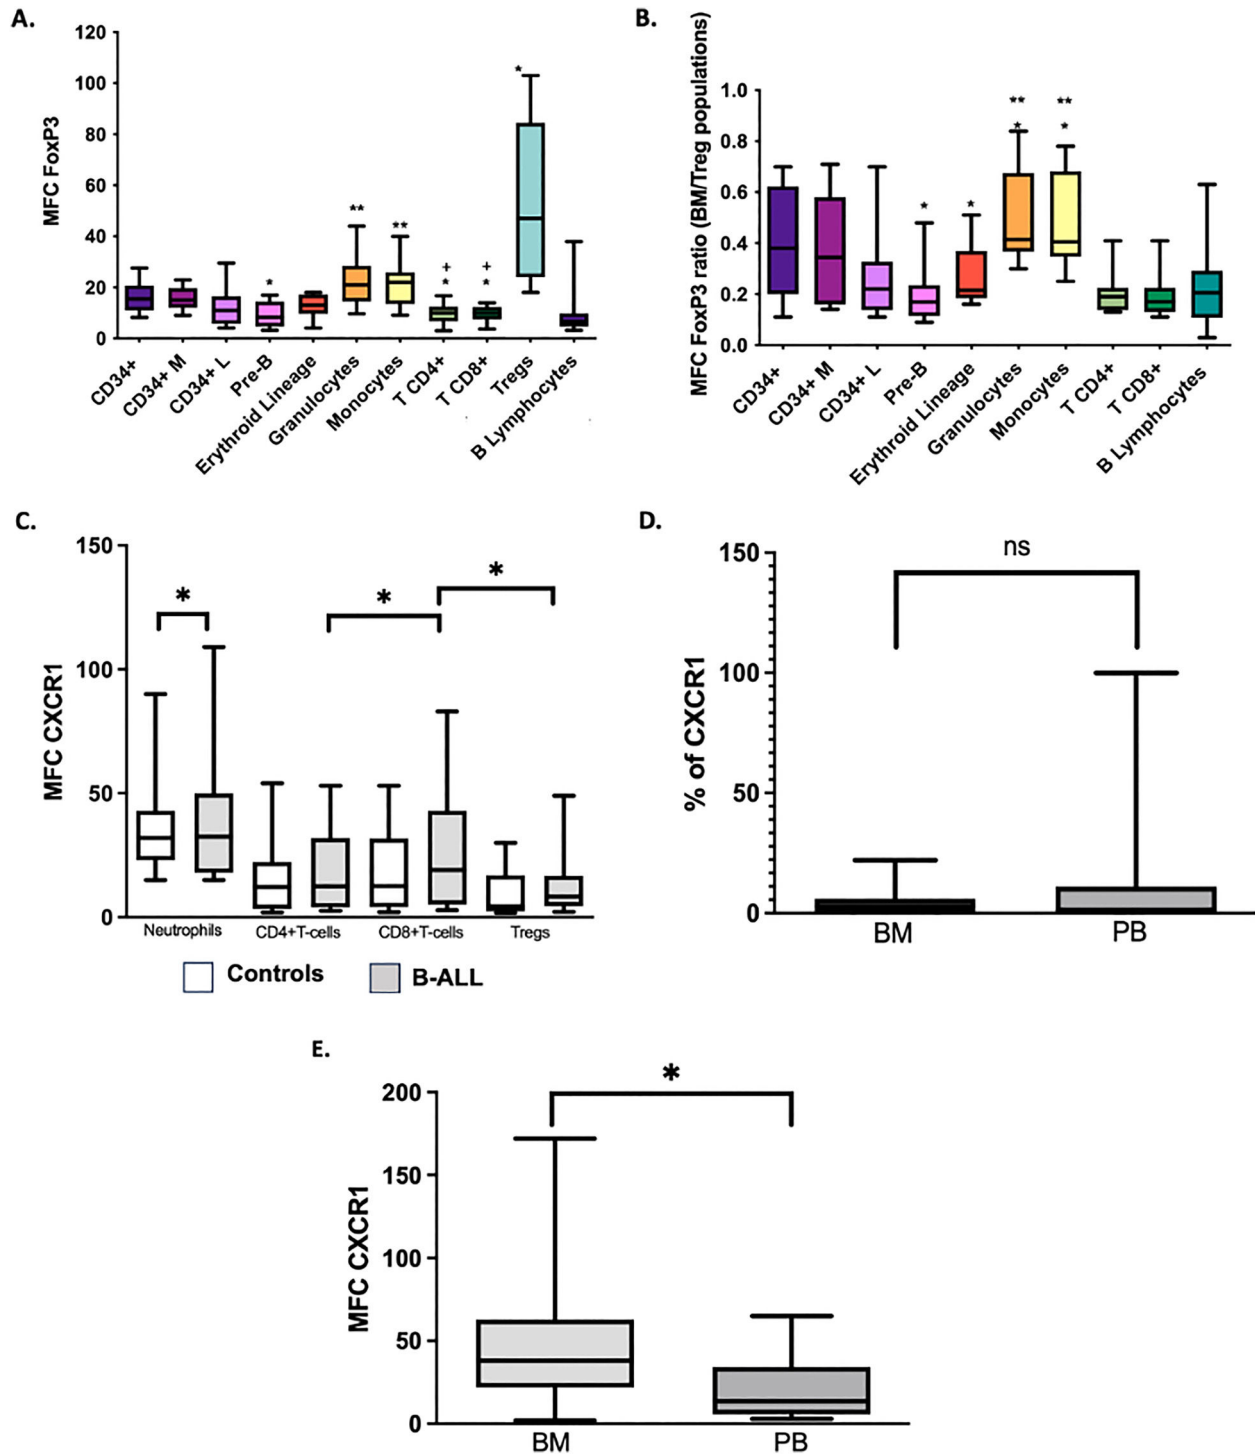 A.
120
100
80
60
40
20
0
MFC FoxP3
*
**
**
+
*
+
*
*
CD34+
CD34+ M
CD34+ L
Pre-B
Erythroid Lineage
Granulocytes
Monocytes
T CD4+
T CD8+
Tregs
B Lymphocytes
B.
1.0
0.8
0.6
0.4
0.2
0.0
MFC FoxP3 ratio (BM/Treg populations)
*
*
**
*
**
*
CD34+
CD34+ M
CD34+ L
Pre-B
Erythroid Lineage
Granulocytes
Monocytes
T CD4+
T CD8+
B Lymphocytes
C.
150
100
50
0
MFC CXCR1
*
*
*
Neutrophils
CD4+T-cells
CD8+T-cells
Tregs
Controls
B-ALL
D.
150
100
50
0
% of CXCR1
ns
BM
PB
E.
200
150
100
50
0
MFC CXCR1
*
BM
PB